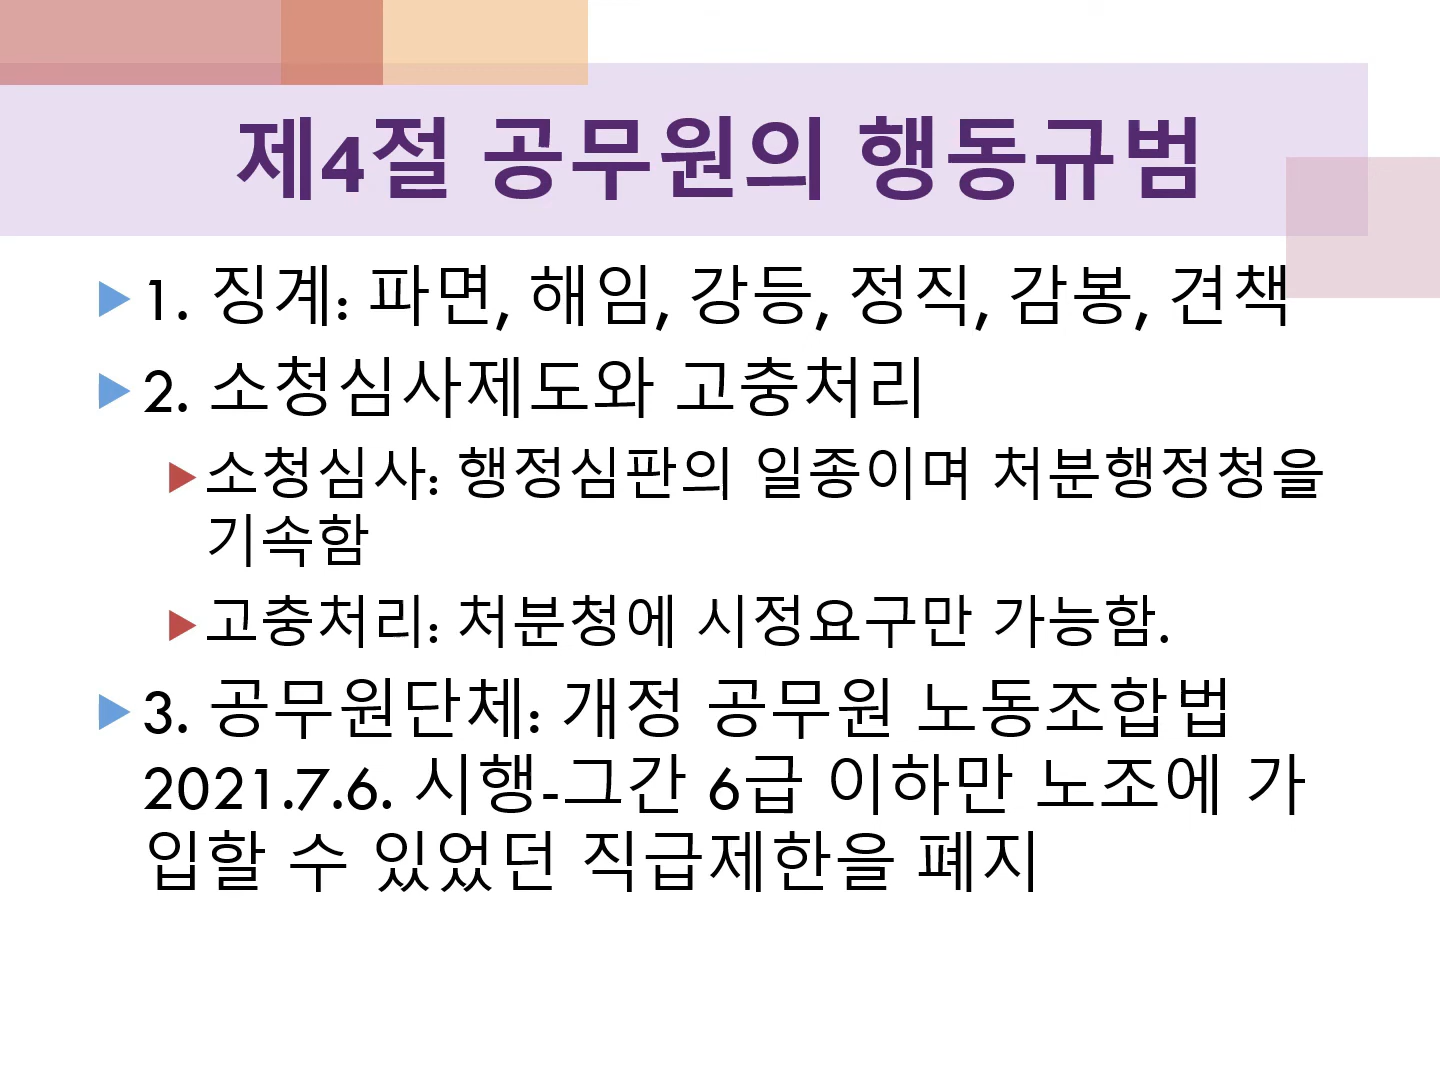 제4절 공무원의 행동규범
1. 징계: 파면, 해임, 강등, 정직, 감봉, 견책
2. 소청심사제도와 고충처리
소청심사: 행정심판의 일종이며 처분행정청을
기속함
고충처리: 처분청에 시정요구만 가능함.
3. 공무원단체: 개정 공무원 노동조합법
2021.7.6. 시행-그간 6급 이하만 노조에 가
입할 수 있었던 직급제한을 폐지